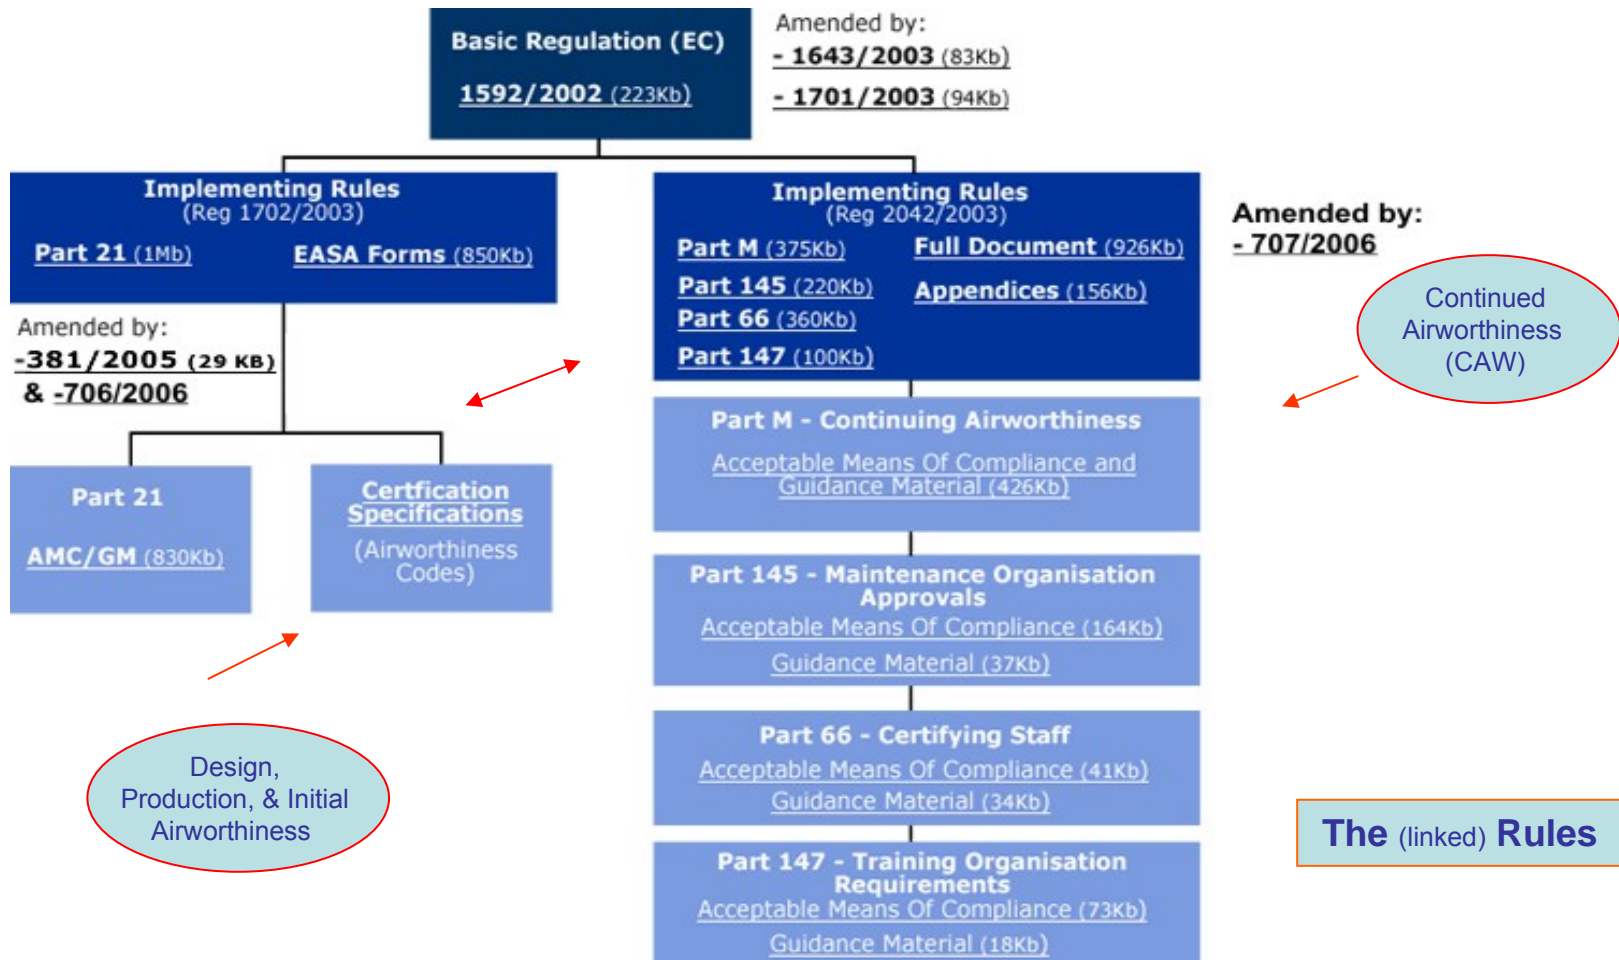 Basic Regulation (EC)
1592/2002 (223Kb)
Amended by:
- 1643/2003 (83Kb)
- 1701/2003 (94Kb)
Implementing Rules
(Reg 1702/2003)
Part 21 (1Mb)
EASA Forms (850Kb)
Implementing Rules
(Reg 2042/2003)
Part M (375Kb)
Full Document (926Kb)
Part 145 (220Kb)
Appendices (156Kb)
Part 66 (360Kb)
Part 147 (100Kb)
Amended by:
- 707/2006
Continued
Airworthiness
(CAW)
Amended by:
-381/2005 (29 KB)
& -706/2006
Part 21
AMC/GM (830Kb)
Certfication
Specifications
(Airworthiness
Codes)
Part M - Continuing Airworthiness
Acceptable Means Of Compliance and
Guidance Material (426Kb)
Part 145 - Maintenance Organisation
Approvals
Acceptable Means Of Compliance (164Kb)
Guidance Material (37Kb)
Part 66 - Certifying Staff
Acceptable Means Of Compliance (41Kb)
Guidance Material (34Kb)
Part 147 - Training Organisation
Requirements
Acceptable Means Of Compliance (73Kb)
Guidance Material (18Kb)
Design,
Production, & Initial
Airworthiness
The (linked) Rules